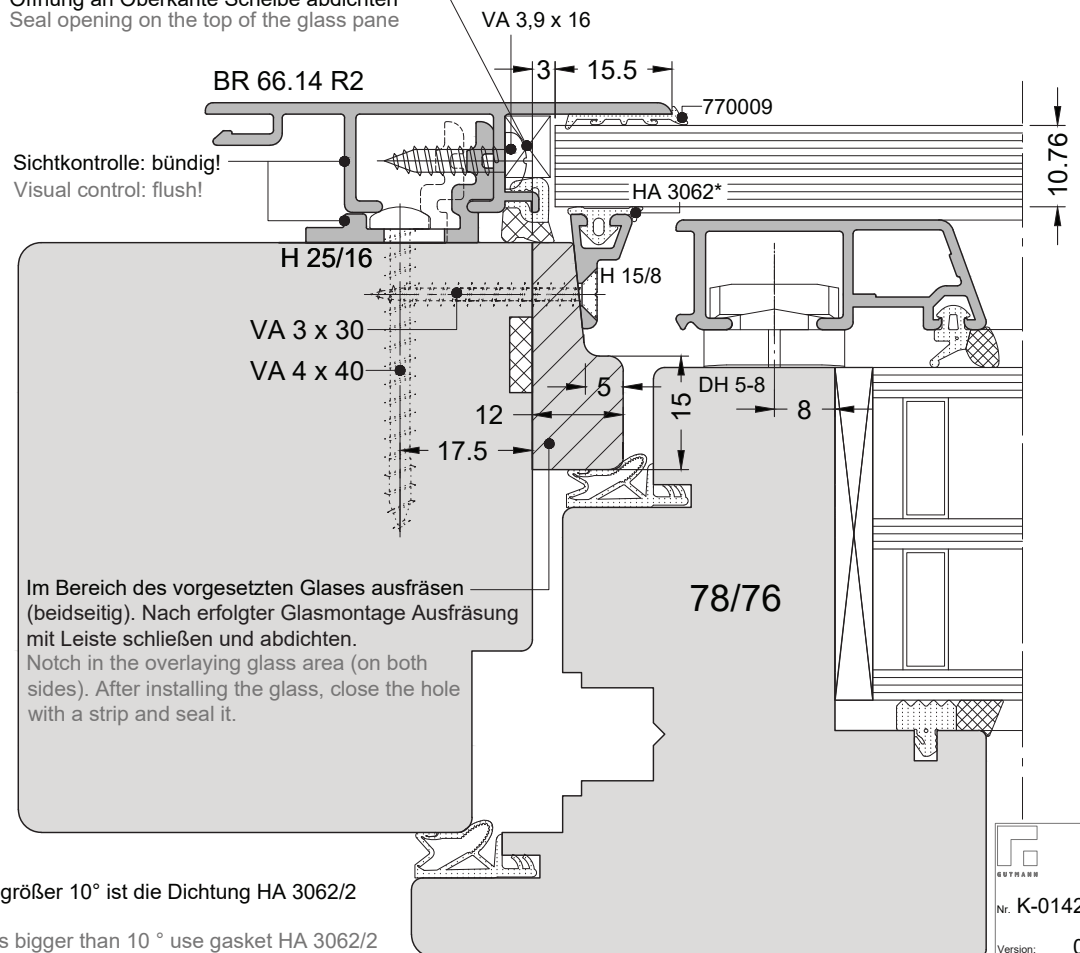 Öffnung an Oberkante Scheibe abdichten
Seal opening on the top of the glass pane
VA 3,9 x 16
BR 66.14 R2
3
15.5
770009
10.76
Sichtkontrolle: bündig!
Visual control: flush!
HA 3062*
H 25/16
H 15/8
VA 3 x 30
VA 4 x 40
5
DH 5-8
12
15
8
17.5
Im Bereich des vorgesetzten Glases ausfräsen
(beidseitig). Nach erfolgter Glasmontage Ausfräsung
mit Leiste schließen und abdichten.
Notch in the overlaying glass area (on both
sides). After installing the glass, close the hole
with a strip and seal it.
78/76
größer 10° ist die Dichtung HA 3062/2
s bigger than 10 ° use gasket HA 3062/2
GUTMANN
Nr. K-0142
Version: 0